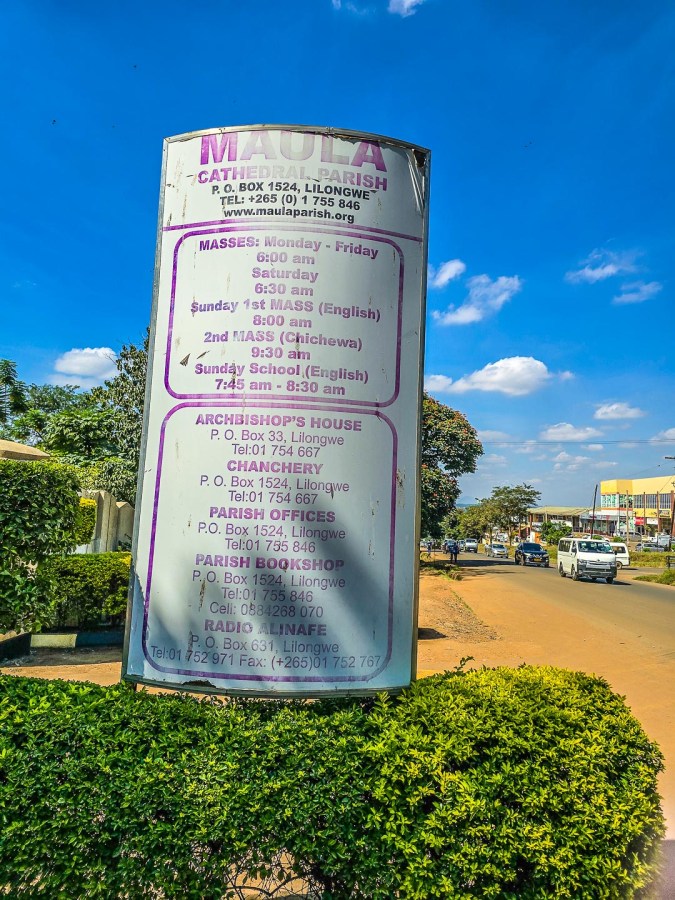 MAULA
CATHEDRAL PARISH
P. O. BOX 1524, LILONGWE
TEL: +265 (0) 1 755 846
www.maulaparish.org
MASSES: Monday - Friday
6:00 am
Saturday
6:30 am
Sunday 1st MASS (English)
8:00 am
2nd MASS (Chichewa)
9:30 am
Sunday School (English)
7:45 am - 8:30 am
ARCHBISHOP'S HOUSE
P. O. Box 33, Lilongwe
Tel:01 754 667
CHANCHERY
P. O. Box 1524, Lilongwe
Tel:01 754 667
PARISH OFFICES
P. O. Box 1524, Lilongwe
Tel:01 755 846
PARISH BOOKSHOP
P. O. Box 1524, Lilongwe
Tel:01 755 846
Cell: 0884268 070
RADIO ALINAFE
P. O. Box 631, Lilongwe
Tel:01 752 971 Fax: (+265)01 752 767